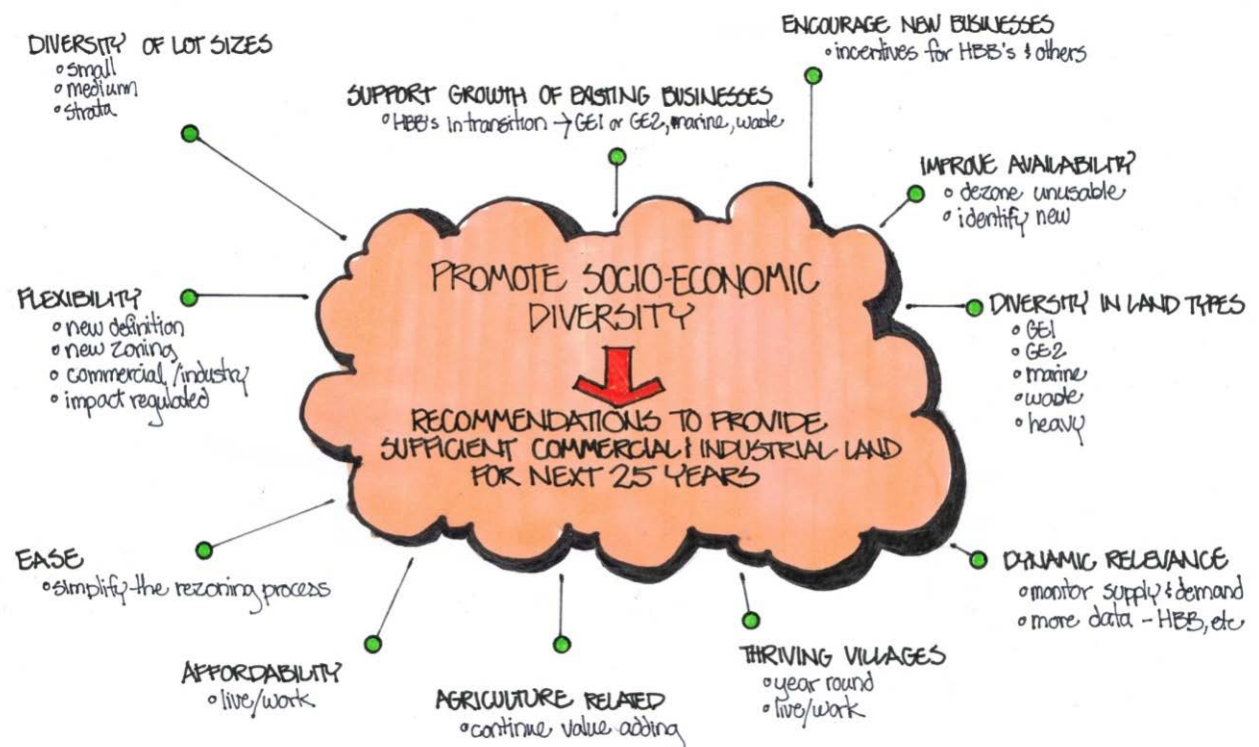 DIVERSITY OF LOT SIZES
small
medium
strata
SUPPORT GROWTH OF EXISTING BUSINESSES
HBB's in transition → GE1 or GE2, marine, waste
ENCOURAGE NEW BUSINESSES
incentives for HBB's & others
IMPROVE AVAILABILITY
dezone unusable
identify new
FLEXIBILITY
new definition
new zoning
commercial/industry
impact regulated
PROMOTE SOCIO-ECONOMIC
DIVERSITY
RECOMMENDATIONS TO PROVIDE
SUFFICIENT COMMERCIAL & INDUSTRIAL LAND
FOR NEXT 25 YEARS
DIVERSITY IN LAND TYPES
GE1
GE2
marine
waste
heavy
EASE
simplify the rezoning process
AFFORDABILITY
live/work
AGRICULTURE RELATED
continue value adding
THRIVING VILLAGES
year round
live/work
DYNAMIC RELEVANCE
monitor supply & demand
more data - HBB, etc